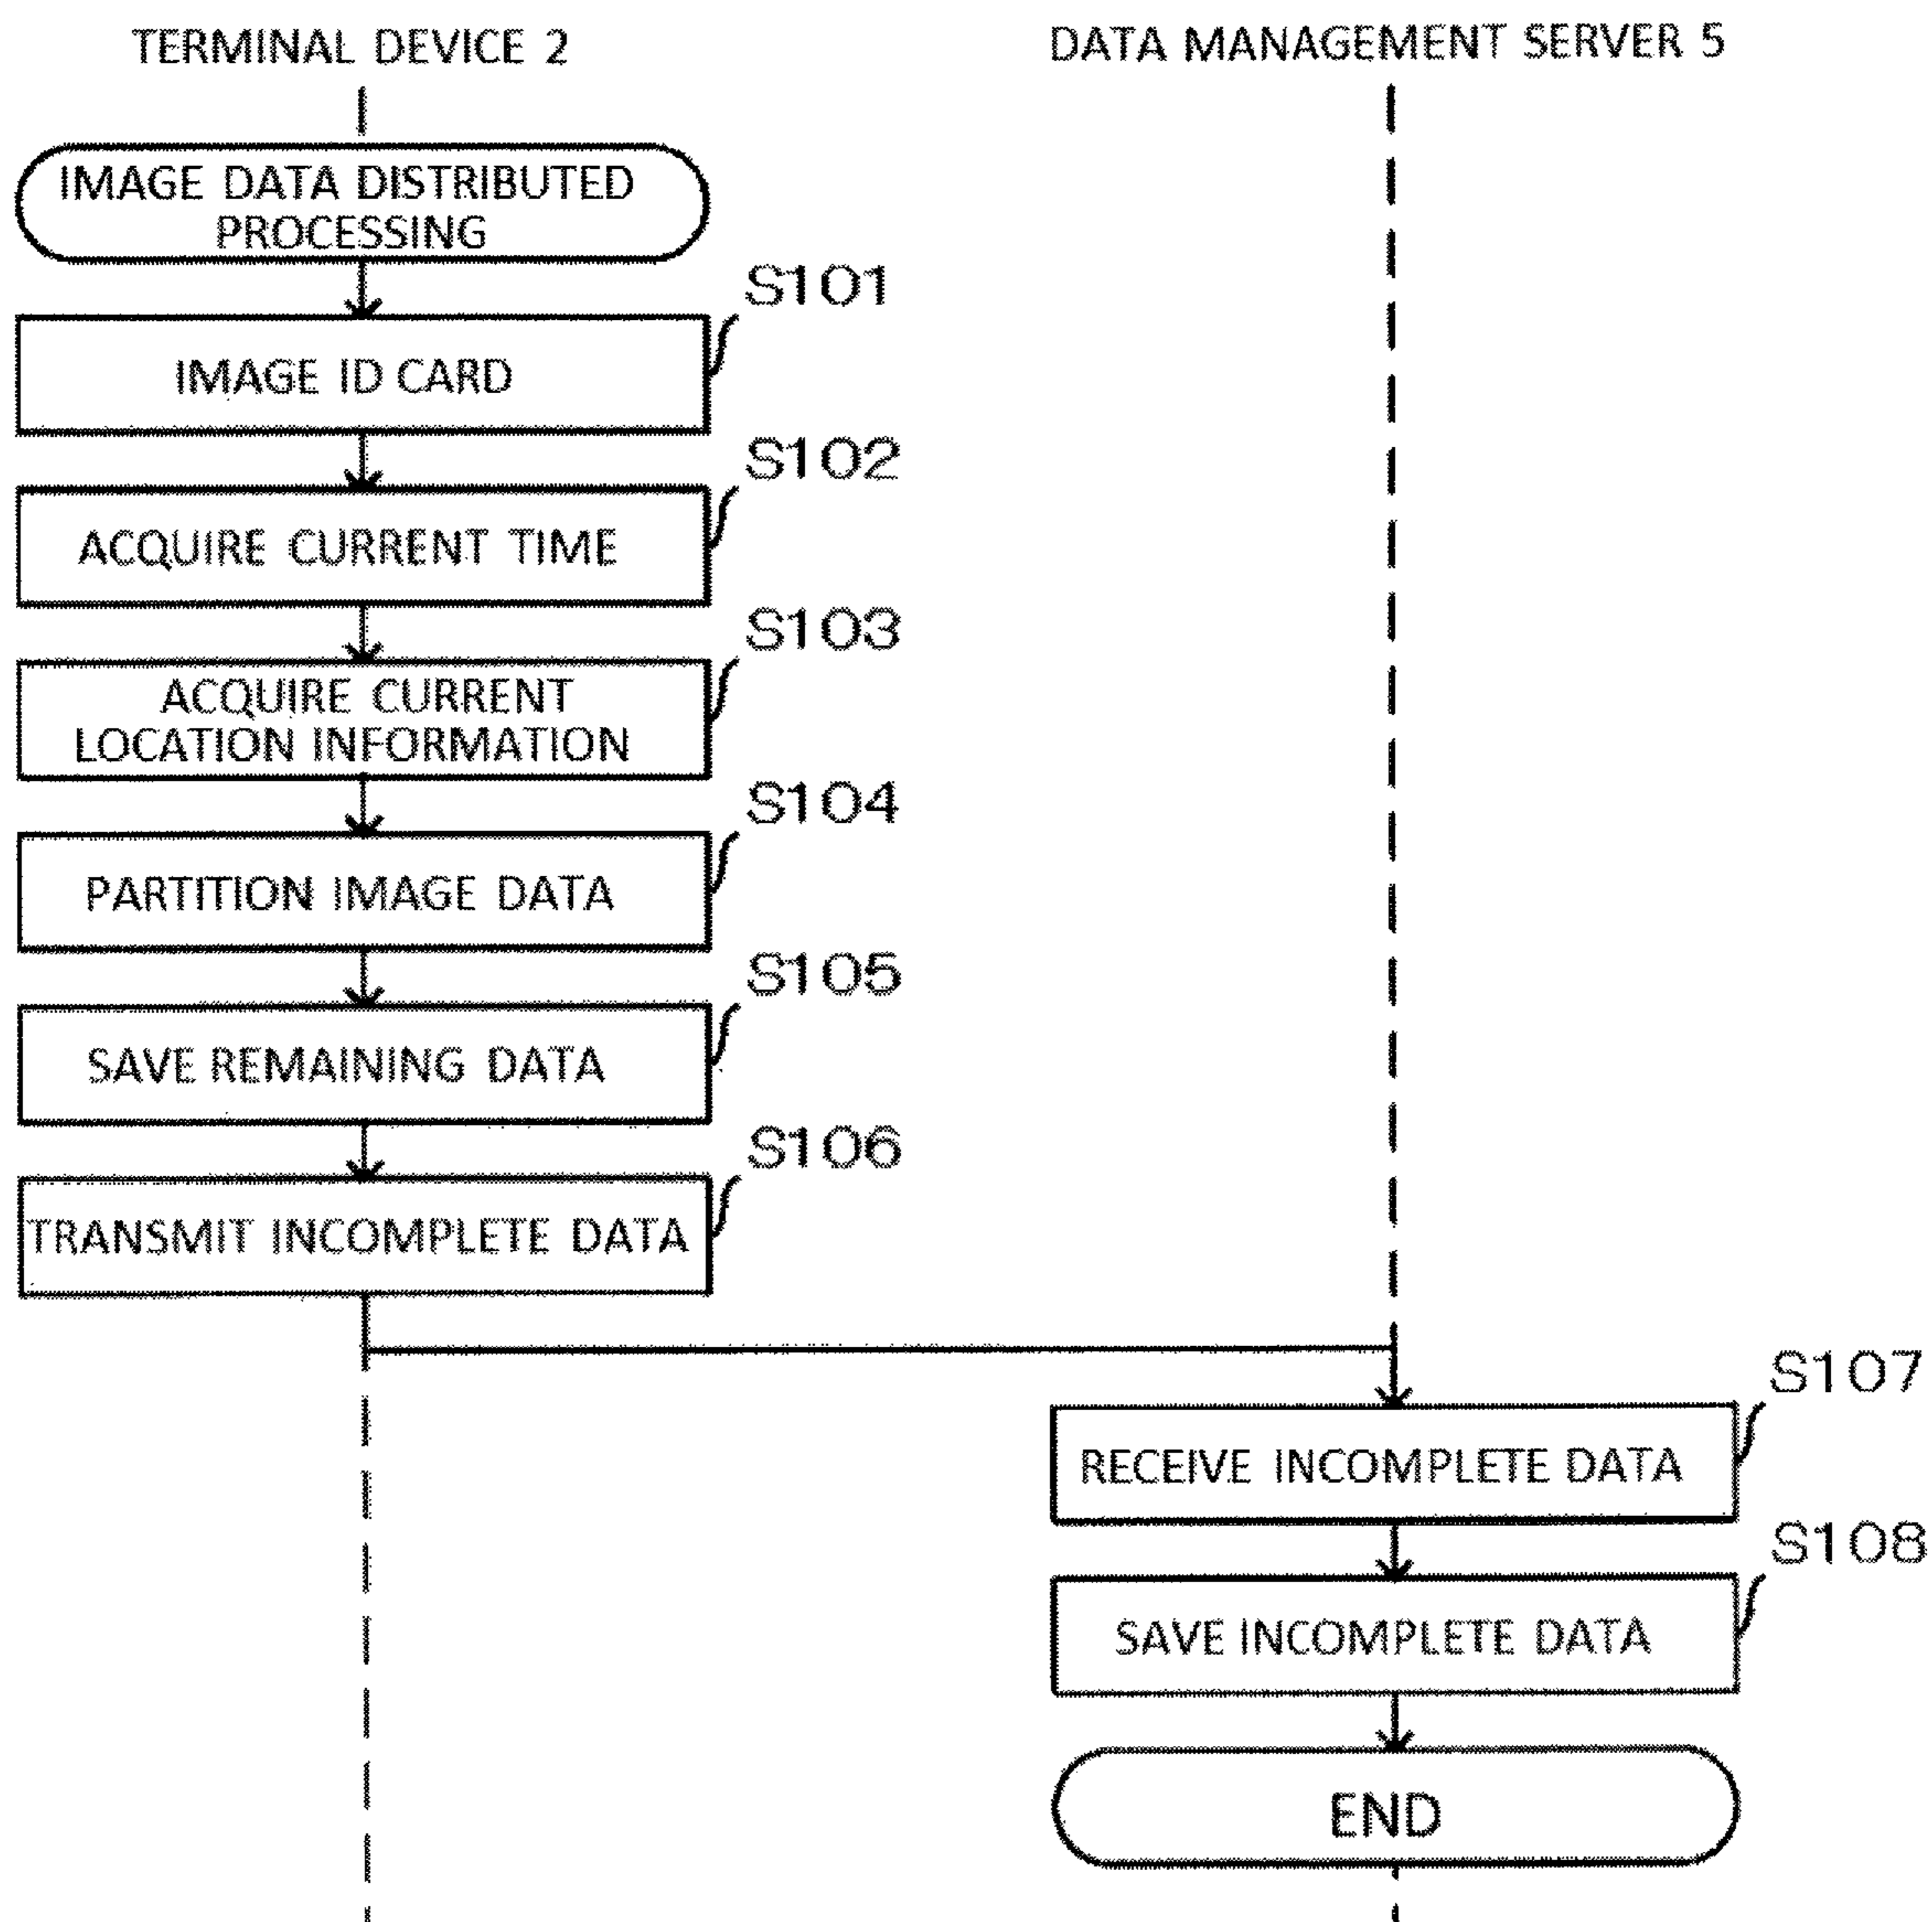 TERMINAL DEVICE 2
DATA MANAGEMENT SERVER 5
IMAGE DATA DISTRIBUTED
PROCESSING
S101
IMAGE ID CARD
S102
ACQUIRE CURRENT TIME
S103
ACQUIRE CURRENT
LOCATION INFORMATION
S104
PARTITION IMAGE DATA
S105
SAVE REMAINING DATA
S106
TRANSMIT INCOMPLETE DATA
S107
RECEIVE INCOMPLETE DATA
S108
SAVE INCOMPLETE DATA
END